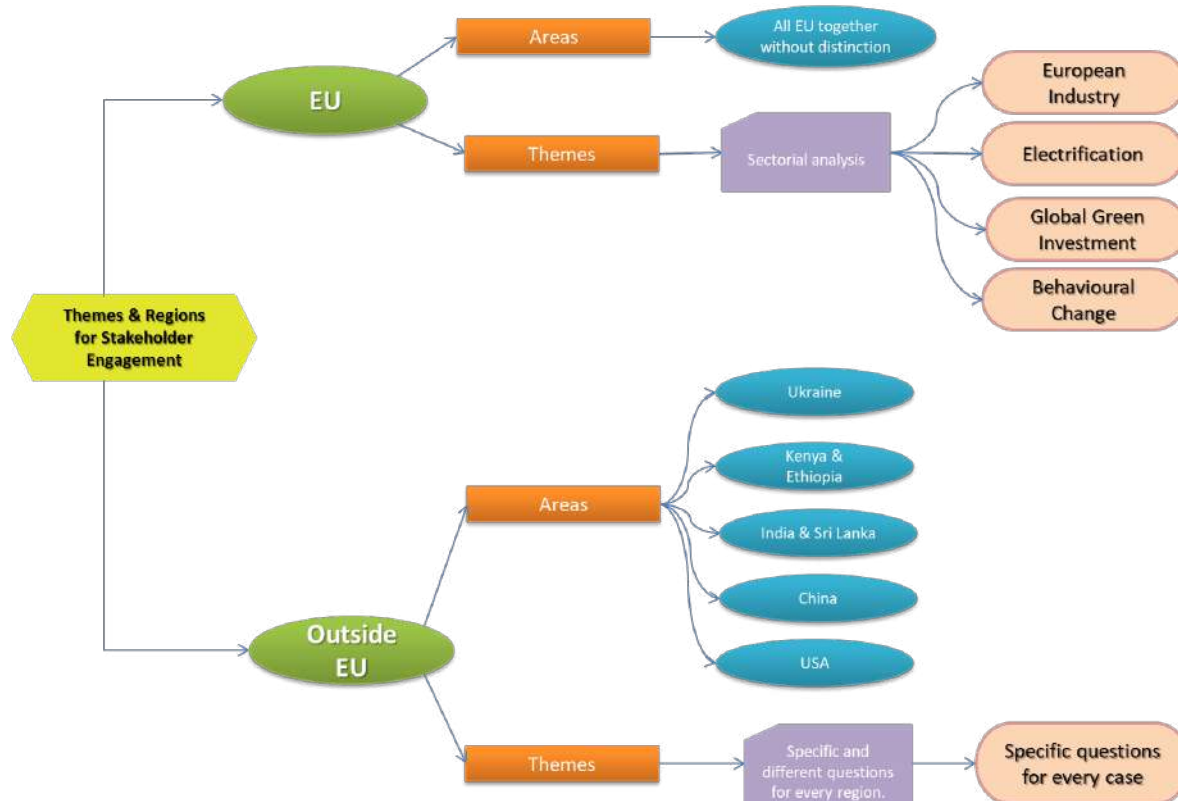 Areas
All EU together
without distinction
EU
European
Industry
Themes
Sectorial analysis
Electrification
Global Green
Investment
Behavioural
Change
Themes & Regions
for Stakeholder
Engagement
Ukraine
Kenya &
Ethiopia
Areas
India & Sri Lanka
China
Outside
EU
USA
Themes
Specific and
different questions
for every region.
Specific questions
for every case